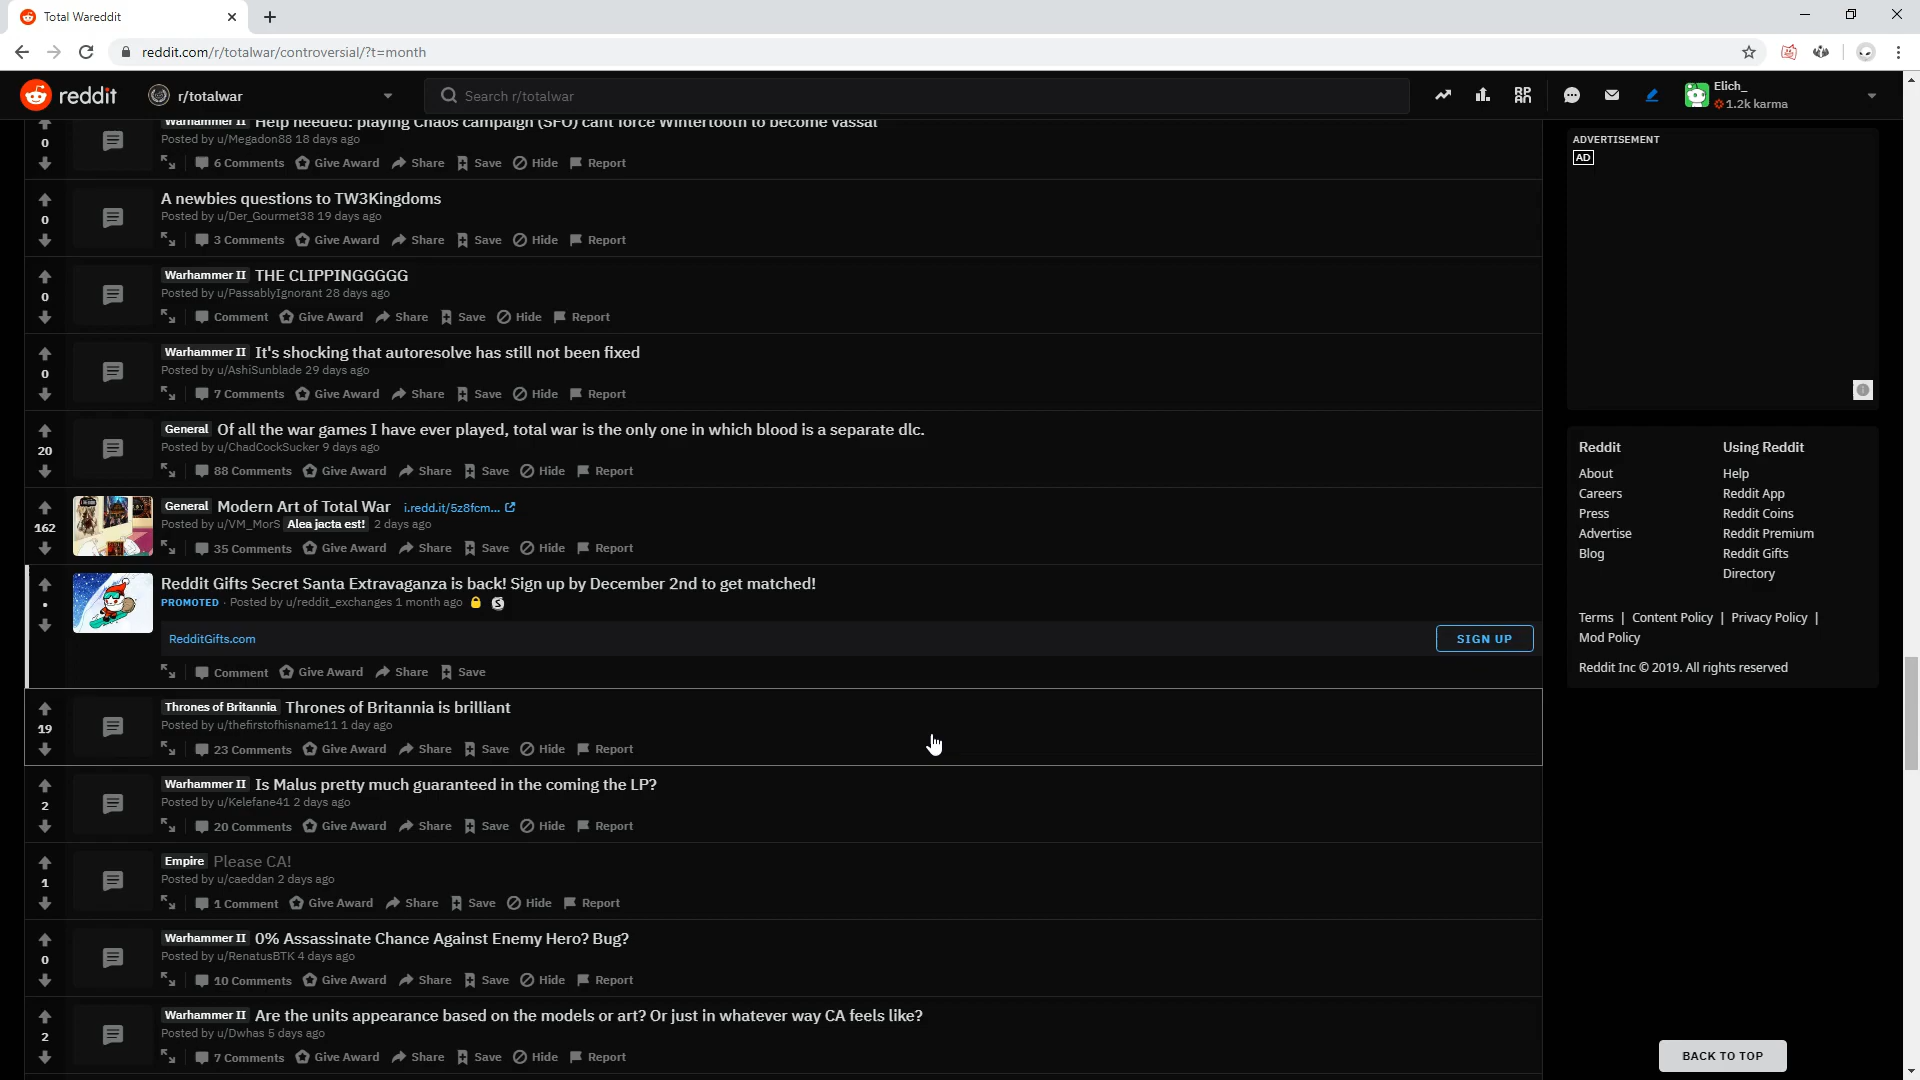 Total Wareddit
reddit.com/r/totalwar/controversial/?t=month
reddit r/totalwar Search r/totalwar Elich_
1.2k karma
Warhammer II Help needed: playing Chaos campaign (SFO) cant force Wintertooth to become vassal
0 Posted by u/Megadon88 18 days ago
6 Comments Give Award Share Save Hide Report
A newbies questions to TW3Kingdoms
0 Posted by u/Der_Gourmet38 19 days ago
3 Comments Give Award Share Save Hide Report
Warhammer II THE CLIPPINGGGGG
0 Posted by u/PassablyIgnorant 28 days ago
Comment Give Award Share Save Hide Report
Warhammer II It's shocking that autoresolve has still not been fixed
0 Posted by u/AshiSunblade 29 days ago
7 Comments Give Award Share Save Hide Report
General Of all the war games I have ever played, total war is the only one in which blood is a separate dlc.
20 Posted by u/ChadCockSucker 9 days ago
88 Comments Give Award Share Save Hide Report
General Modern Art of Total War i.redd.it/5z8fcm...
162 Posted by u/VM_MorS Alea jacta est! 2 days ago
35 Comments Give Award Share Save Hide Report
Reddit Gifts Secret Santa Extravaganza is back! Sign up by December 2nd to get matched!
• PROMOTED · Posted by u/reddit_exchanges 1 month ago
RedditGifts.com SIGN UP
Comment Give Award Share Save
Thrones of Britannia Thrones of Britannia is brilliant
19 Posted by u/thefirstofhisname11 1 day ago
23 Comments Give Award Share Save Hide Report
Warhammer II Is Malus pretty much guaranteed in the coming the LP?
2 Posted by u/Kelefane41 2 days ago
20 Comments Give Award Share Save Hide Report
Empire Please CA!
1 Posted by u/caeddan 2 days ago
1 Comment Give Award Share Save Hide Report
Warhammer II 0% Assassinate Chance Against Enemy Hero? Bug?
0 Posted by u/RenatusBTK 4 days ago
10 Comments Give Award Share Save Hide Report
Warhammer II Are the units appearance based on the models or art? Or just in whatever way CA feels like?
2 Posted by u/Dwhas 5 days ago
7 Comments Give Award Share Save Hide Report
ADVERTISEMENT
AD
Reddit Using Reddit
About Help
Careers Reddit App
Press Reddit Coins
Advertise Reddit Premium
Blog Reddit Gifts
Directory
Terms | Content Policy | Privacy Policy |
Mod Policy
Reddit Inc © 2019. All rights reserved
BACK TO TOP